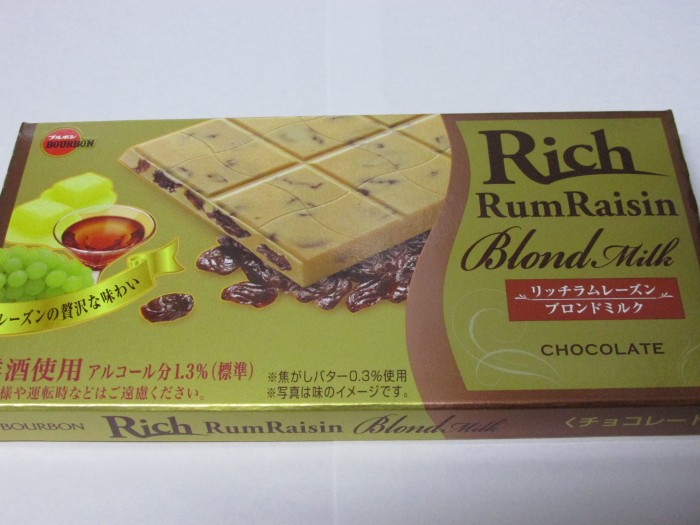 ブルボン
BOURBON
Rich
RumRaisin
Blond Milk
リッチラムレーズン
ブロンドミルク
CHOCOLATE
レーズンの贅沢な味わい
洋酒使用 アルコール分1.3%(標準)
様や運転時などはご遠慮ください。
※焦がしバター0.3%使用
※写真は味のイメージです。
BOURBON Rich RumRaisin Blond Milk 〈チョコレート